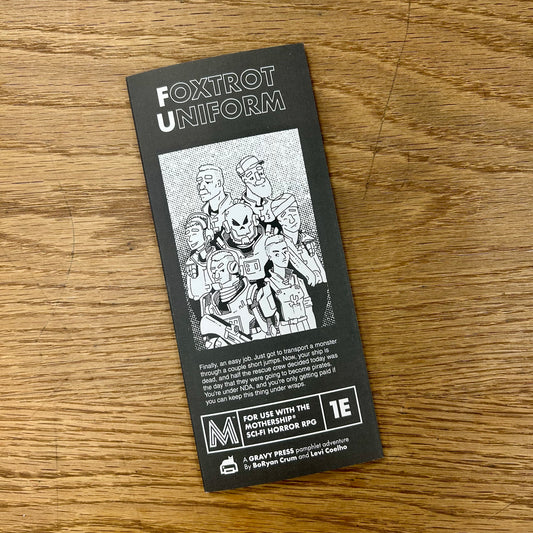 FOXTROT
UNIFORM
Finally, an easy job. Just got to transport a monster
through a couple short jumps. Now, your ship is
dead, and half the rescue crew decided today was
the day that they were going to become pirates.
You're under NDA, and you're only getting paid if
you can keep this thing under wraps.
M
FOR USE WITH THE
MOTHERSHIP®
SCI-FI HORROR RPG
1E
A GRAVY PRESS pamphlet adventure
By BoRyan Crum and Levi Coelho